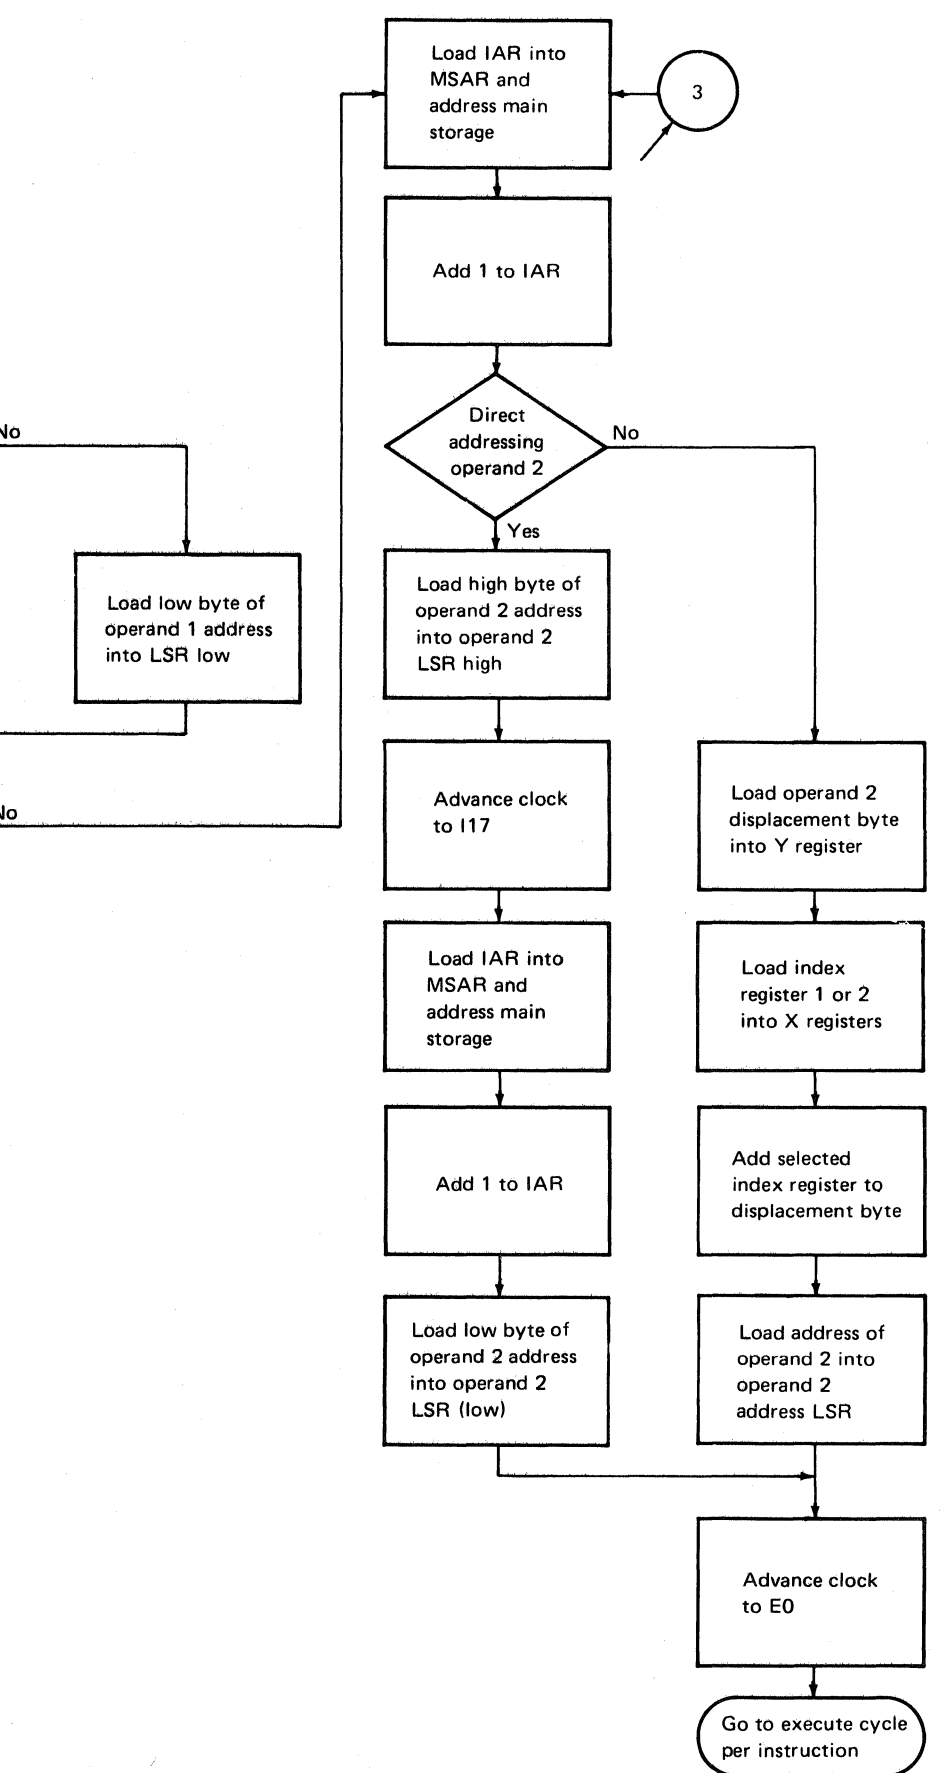 Load IAR into
MSAR and
address main
storage
3
Add 1 to IAR
Direct
addressing
operand 2
No
Yes
No
Load low byte of
operand 1 address
into LSR low
No
Load high byte of
operand 2 address
into operand 2
LSR high
Advance clock
to I17
Load operand 2
displacement byte
into Y register
Load IAR into
MSAR and
address main
storage
Load index
register 1 or 2
into X registers
Add 1 to IAR
Add selected
index register to
displacement byte
Load low byte of
operand 2 address
into operand 2
LSR (low)
Load address of
operand 2 into
operand 2
address LSR
Advance clock
to E0
Go to execute cycle
per instruction